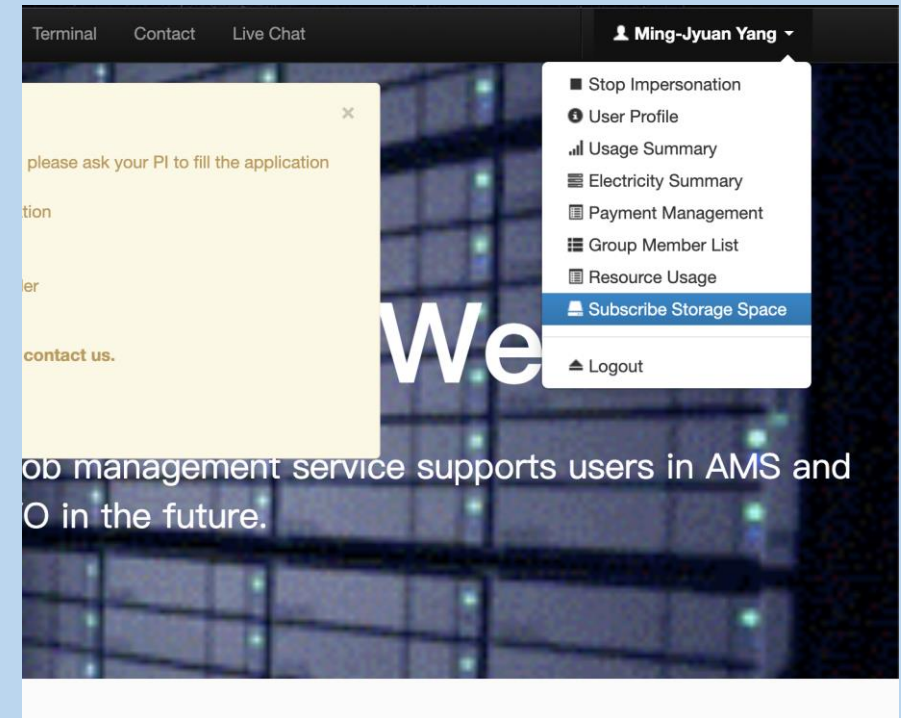 Terminal Contact Live Chat Ming-Jyuan Yang
Stop Impersonation
User Profile
Usage Summary
Electricity Summary
Payment Management
Group Member List
Resource Usage
Subscribe Storage Space
Logout
×
please ask your PI to fill the application
tion
er
contact us.
We
ob management service supports users in AMS and
O in the future.